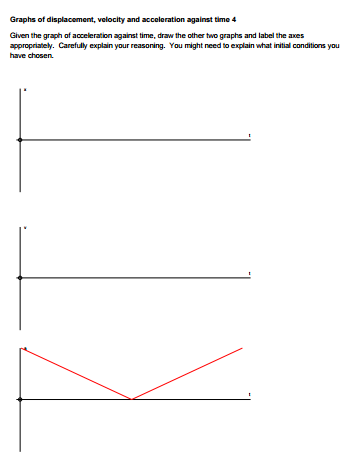 Graphs of displacement, velocity and acceleration against time 4
Given the graph of acceleration against time, draw the other two graphs and label the axes
appropriately. Carefully explain your reasoning. You might need to explain what initial conditions you
have chosen.
x
t
v
t
t